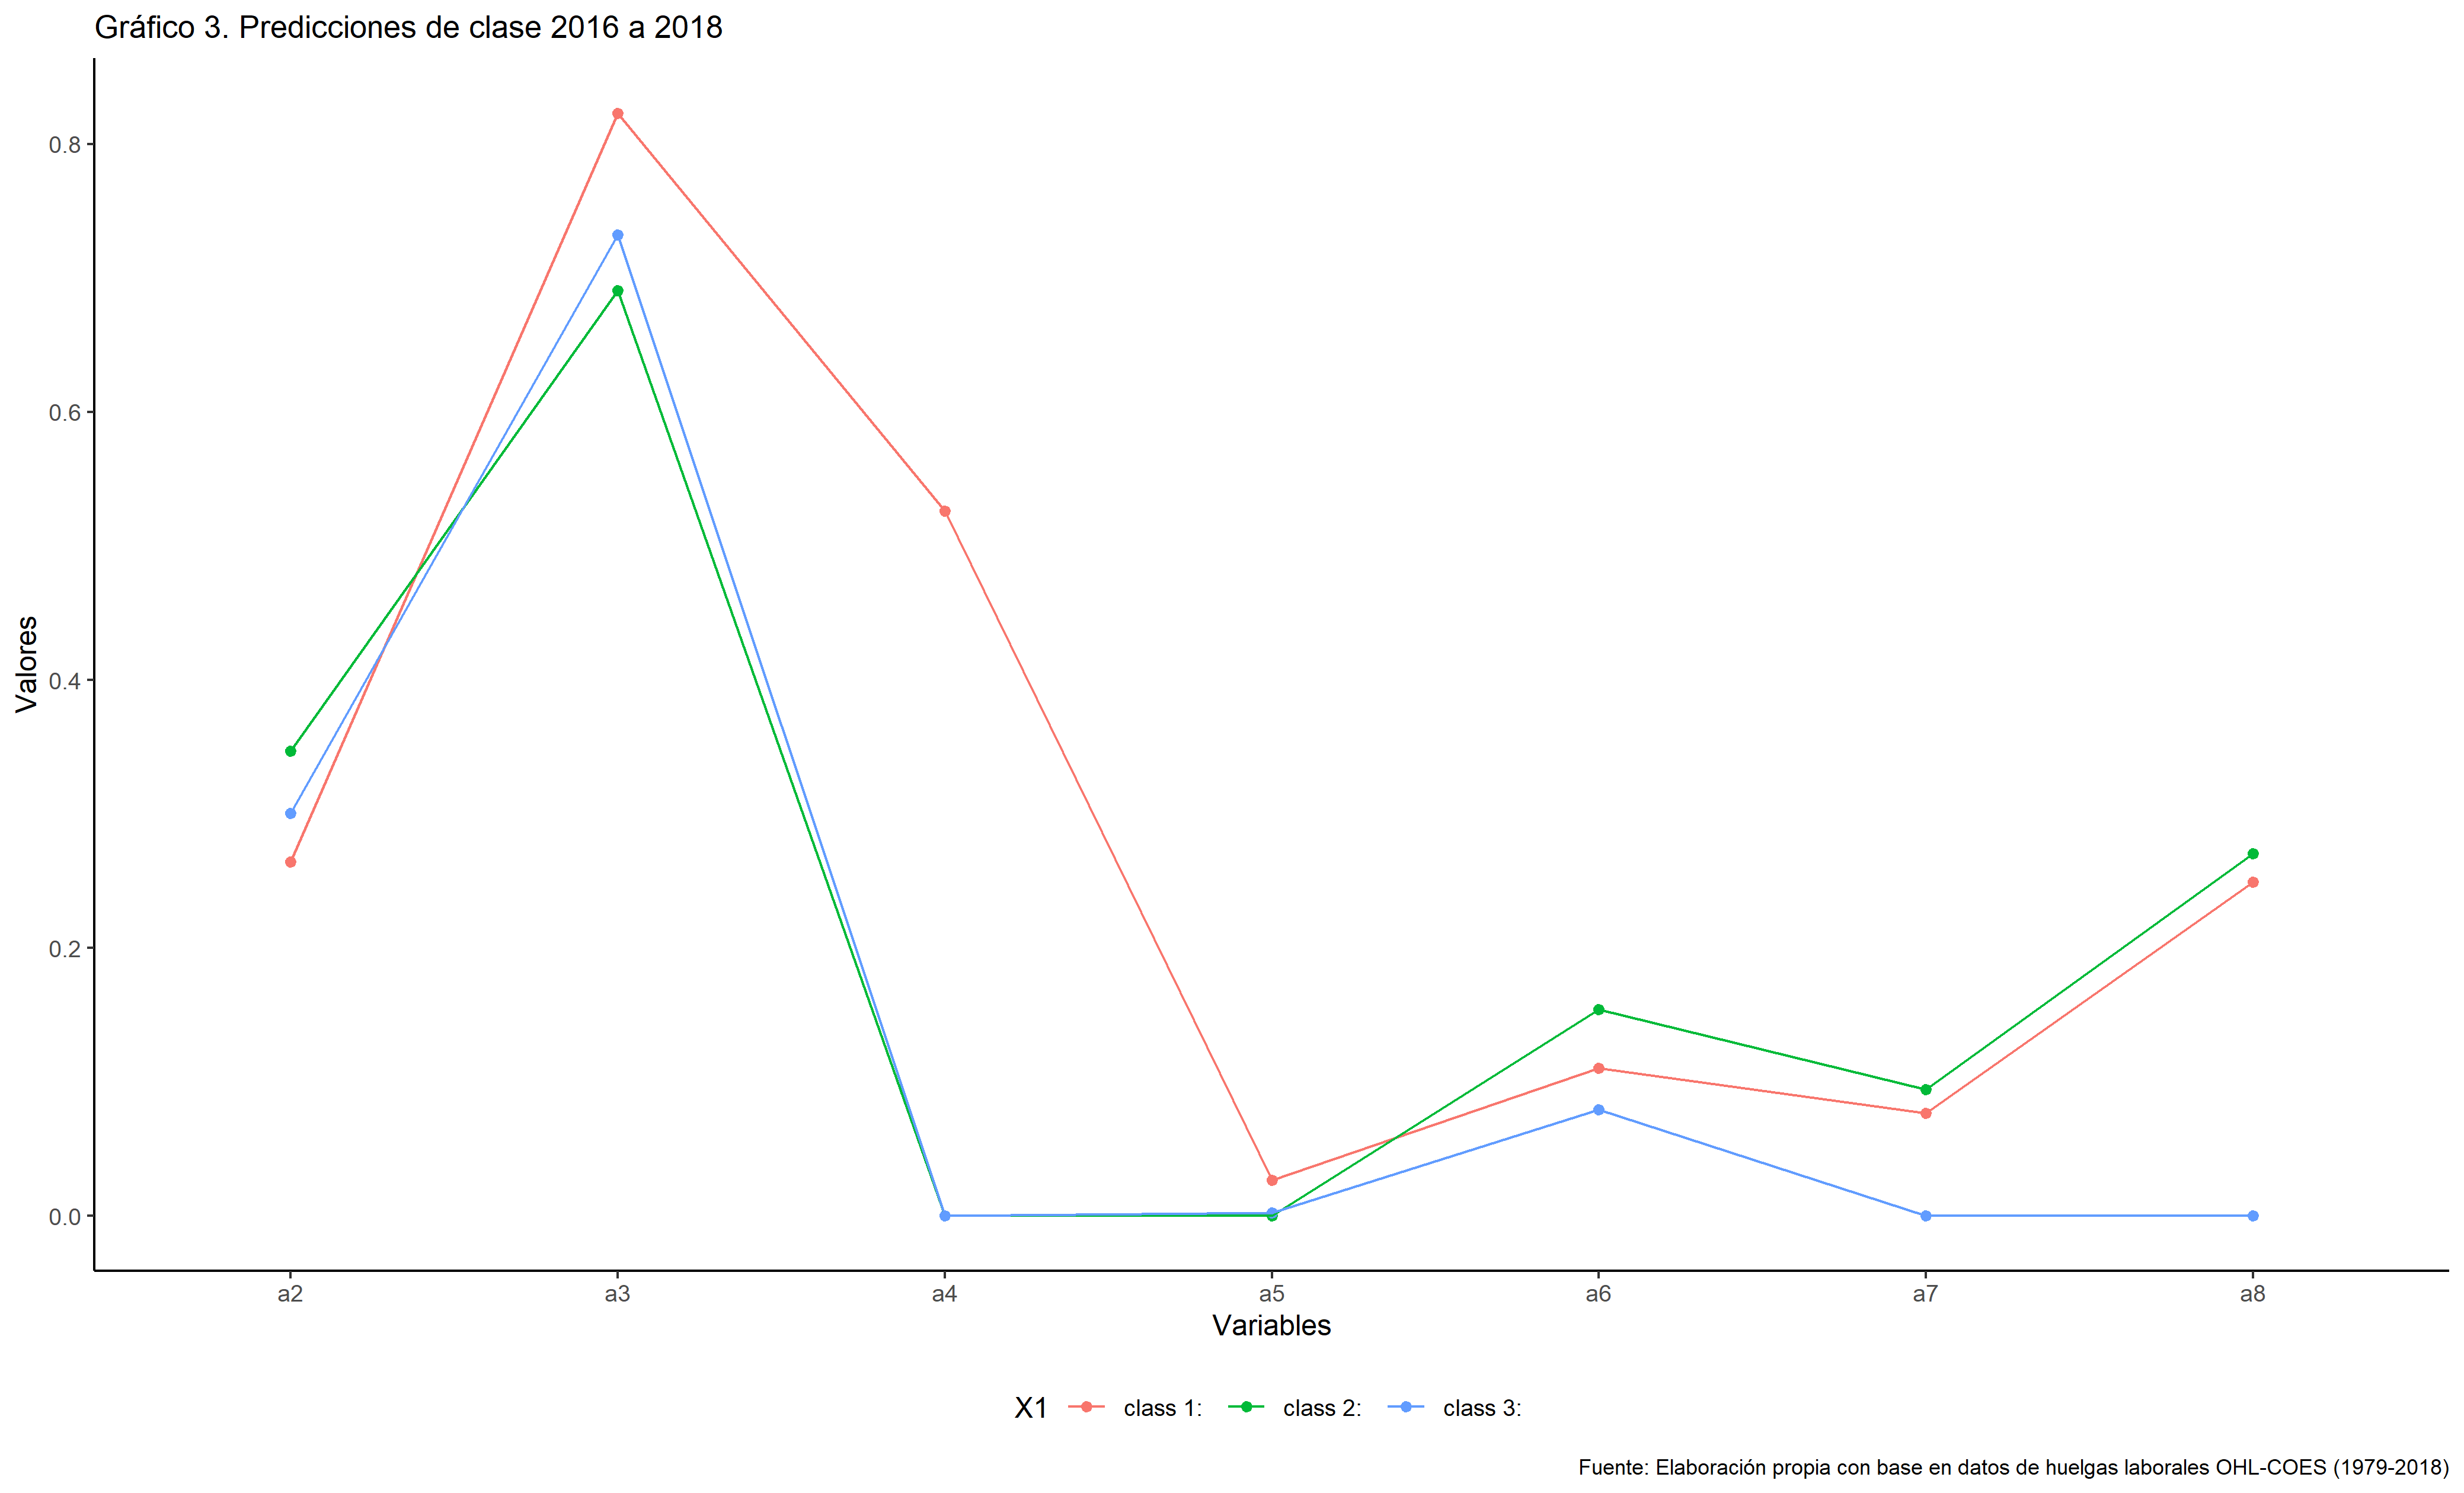 Gráfico 3. Predicciones de clase 2016 a 2018
Valores
0.8
0.6
0.4
0.2
0.0
a2 a3 a4 a5 a6 a7 a8
Variables
X1 class 1: class 2: class 3:
Fuente: Elaboración propia con base en datos de huelgas laborales OHL-COES (1979-2018)